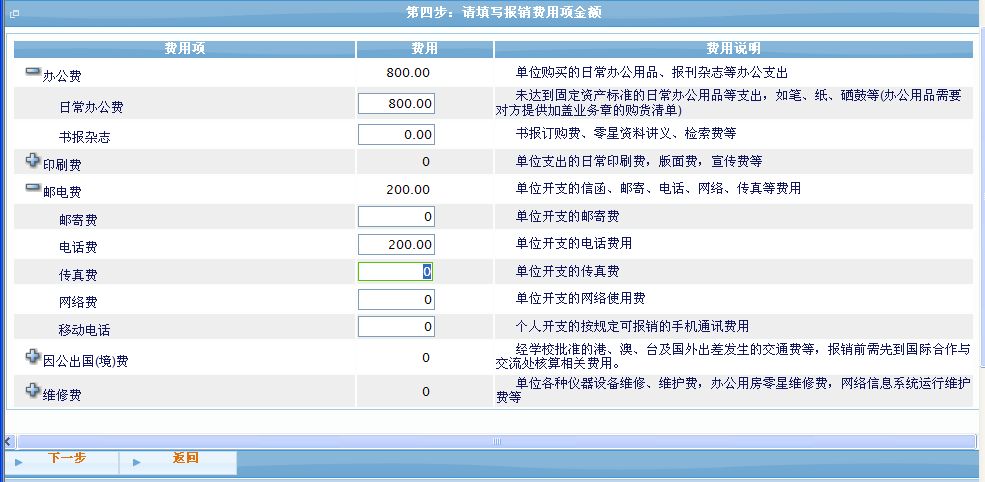 第四步：请填写报销费用项金额
费用项 费用 费用说明
办公费 800.00 单位购买的日常办公用品、报刊杂志等办公支出
日常办公费 800.00 未达到固定资产标准的日常办公用品等支出，如笔、纸、硒鼓等(办公用品需要
对方提供加盖业务章的购货清单)
书报杂志 0.00 书报订购费、零星资料讲义、检索费等
印刷费 0 单位支出的日常印刷费，版面费，宣传费等
邮电费 200.00 单位开支的信函、邮寄、电话、网络、传真等费用
邮寄费 0 单位开支的邮寄费
电话费 200.00 单位开支的电话费用
传真费 0 单位开支的传真费
网络费 0 单位开支的网络使用费
移动电话 0 个人开支的按规定可报销的手机通讯费用
因公出国(境)费 0 经学校批准的港、澳、台及国外出差发生的交通费等，报销前需先到国际合作与
交流处核算相关费用。
维修费 0 单位各种仪器设备维修、维护费，办公用房零星维修费，网络信息系统运行维护
费等
下一步 返回